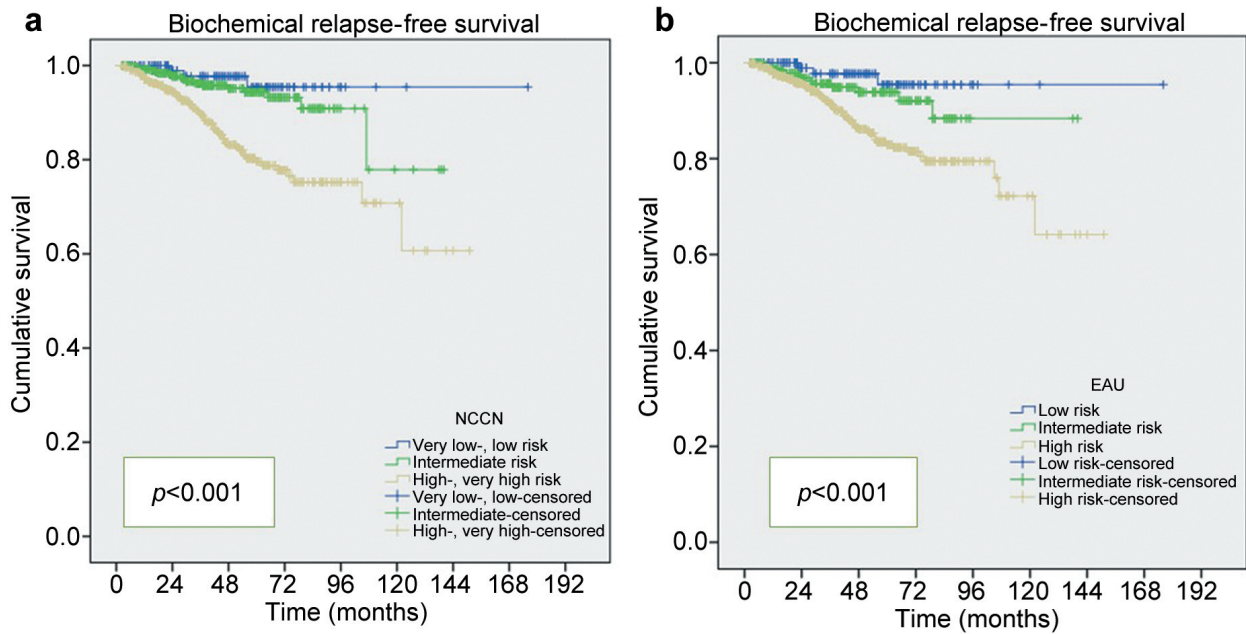 a
Biochemical relapse-free survival
Cumulative survival
1.0
0.8
0.6
0.4
0.2
0.0
NCCN
Very low-, low risk
Intermediate risk
High-, very high risk
Very low-, low-censored
Intermediate-censored
High-, very high-censored
p<0.001
0 24 48 72 96 120 144 168 192
Time (months)
b
Biochemical relapse-free survival
Cumulative survival
1.0
0.8
0.6
0.4
0.2
0.0
EAU
Low risk
Intermediate risk
High risk
Low risk-censored
Intermediate risk-censored
High risk-censored
p<0.001
0 24 48 72 96 120 144 168 192
Time (months)